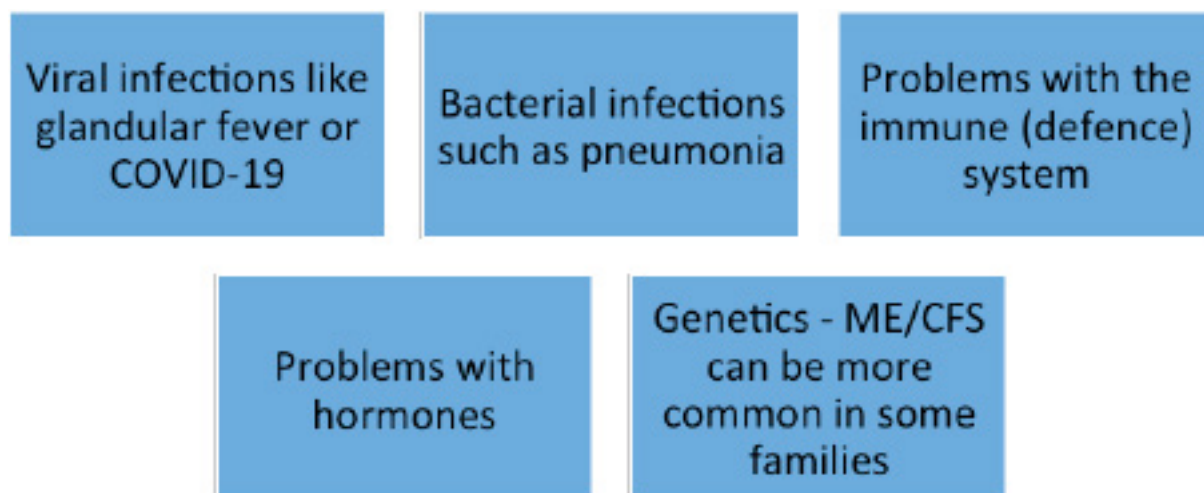 Viral infections like
glandular fever or
COVID-19
Bacterial infections
such as pneumonia
Problems with the
immune (defence)
system
Problems with
hormones
Genetics - ME/CFS
can be more
common in some
families